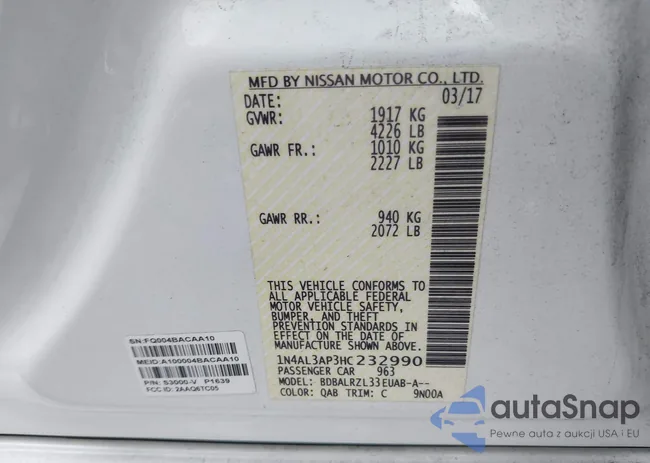 MFD BY NISSAN MOTOR CO., LTD.
DATE: 03/17
GVWR: 1917 KG
4226 LB
GAWR FR.: 1010 KG
2227 LB
GAWR RR.: 940 KG
2072 LB
THIS VEHICLE CONFORMS TO
ALL APPLICABLE FEDERAL
MOTOR VEHICLE SAFETY,
BUMPER, AND THEFT
PREVENTION STANDARDS IN
EFFECT ON THE DATE OF
MANUFACTURE SHOWN ABOVE.
1N4AL3AP3HC232990
PASSENGER CAR 963
MODEL: BDBALRZL33EUAB-A--
COLOR: QAB TRIM: C 9N00A
SN:FQ004BACAA10
MEID:A100004BACAA10
P/N: S3000-V P1639
FCC ID: 2AAQ6TC05
autoSnap
Pewne auta z aukcji USA i EU